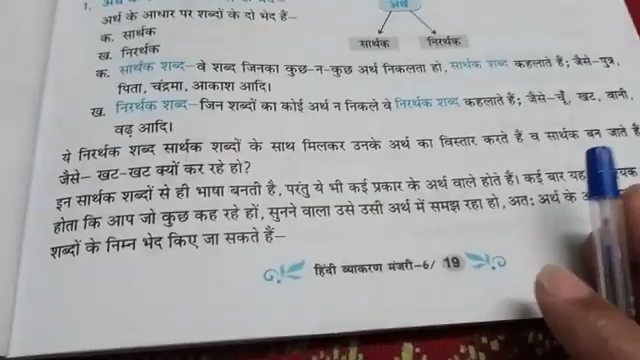 अर्थ के आधार पर शब्दों के दो भेद हैं–
अर्थ
क. सार्थक
ख. निरर्थक
सार्थक निरर्थक
क. सार्थक शब्द– वे शब्द जिनका कुछ-न-कुछ अर्थ निकलता हो, सार्थक शब्द कहलाते हैं; जैसे–पुत्र,
पिता, चंद्रमा, आकाश आदि।
ख. निरर्थक शब्द– जिन शब्दों का कोई अर्थ न निकले वे निरर्थक शब्द कहलाते हैं; जैसे–चूँ, खट, वानी,
वढ़ आदि।
ये निरर्थक शब्द सार्थक शब्दों के साथ मिलकर उनके अर्थ का विस्तार करते हैं व सार्थक बन जाते हैं
जैसे– खट-खट क्यों कर रहे हो?
इन सार्थक शब्दों से ही भाषा बनती है, परंतु ये भी कई प्रकार के अर्थ वाले होते हैं। कई बार यह
होता कि आप जो कुछ कह रहे हों, सुनने वाला उसे उसी अर्थ में समझ रहा हो, अतः अर्थ के
शब्दों के निम्न भेद किए जा सकते हैं–
हिंदी व्याकरण मंजरी–6/ 19